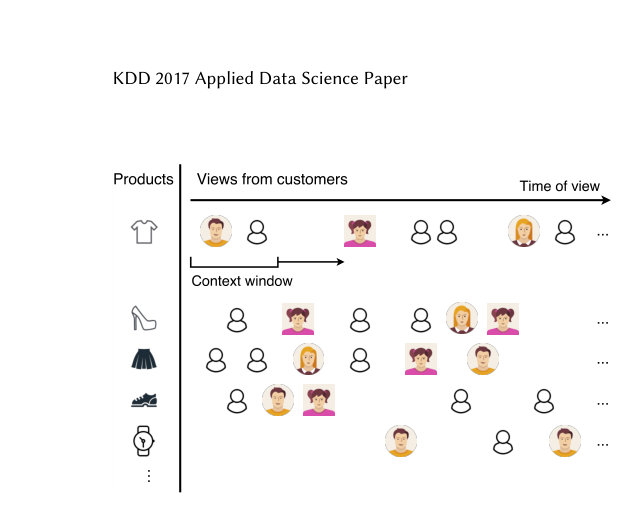 KDD 2017 Applied Data Science Paper
Products
Views from customers
Time of view
...
Context window
...
...
...
...
⋮